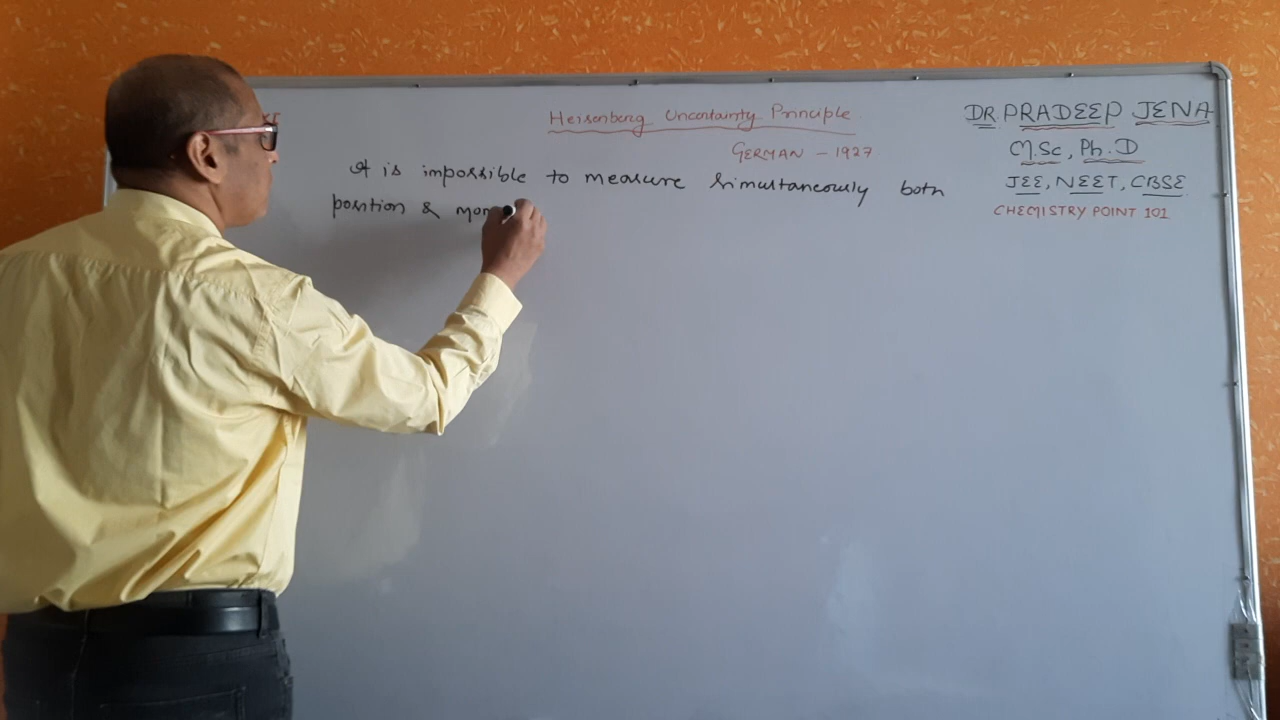 Heisenberg Uncertainty Principle
GERMAN - 1927
It is impossible to measure simultaneously both
position & mom
DR. PRADEEP JENA
M.Sc, Ph.D
JEE, NEET, CBSE
CHEMISTRY POINT 101